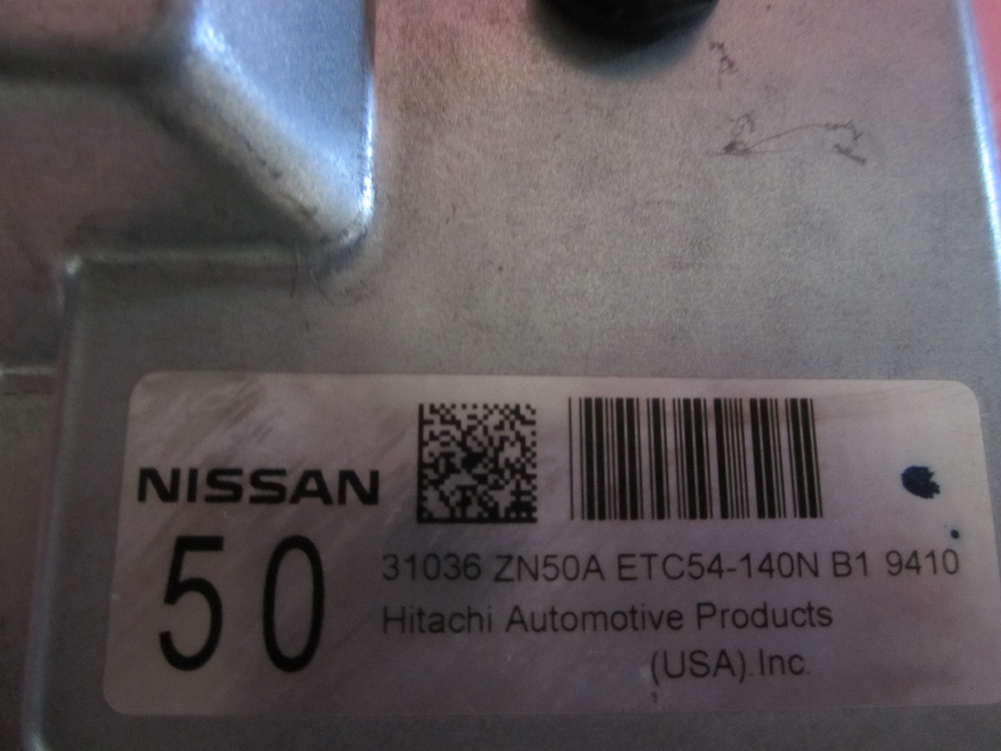 NISSAN
50
31036 ZN50A ETC54-140N B1 9410
Hitachi Automotive Products
(USA).Inc.